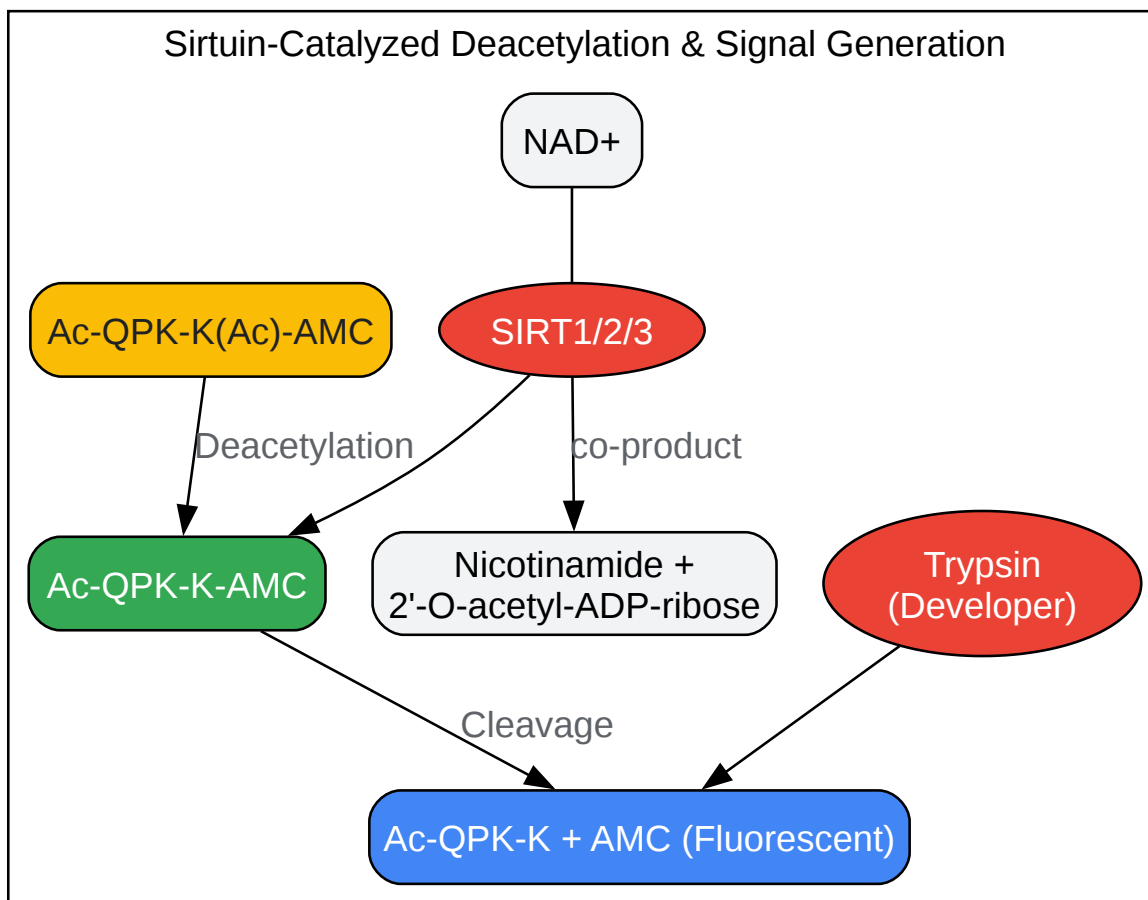 Sirtuin-Catalyzed Deacetylation & Signal Generation
NAD+
Ac-QPK-K(Ac)-AMC
SIRT1/2/3
Deacetylation
co-product
Ac-QPK-K-AMC
Nicotinamide +
2'-O-acetyl-ADP-ribose
Trypsin
(Developer)
Cleavage
Ac-QPK-K + AMC (Fluorescent)